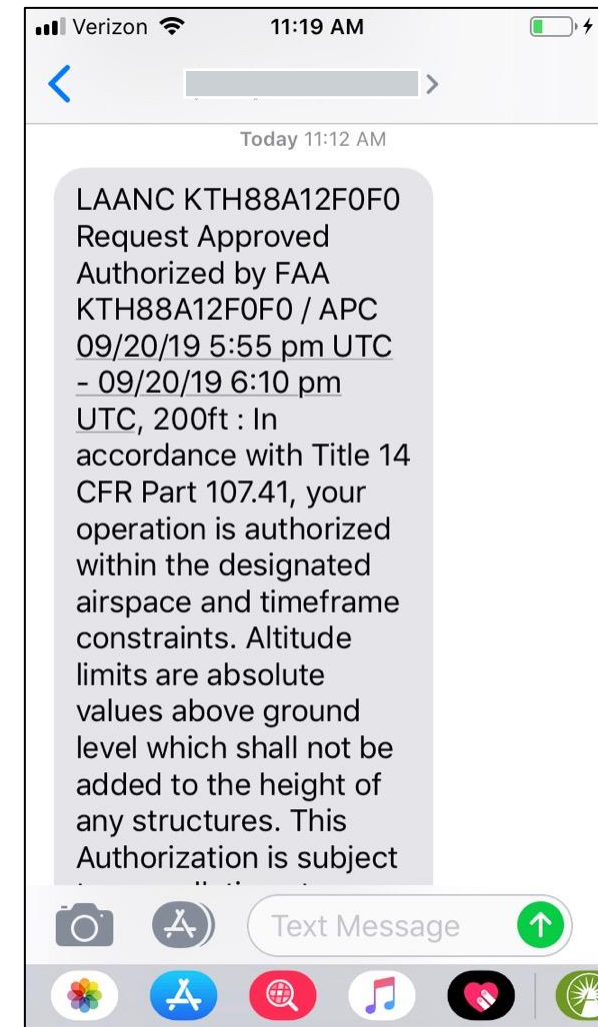 Verizon 11:19 AM
Today 11:12 AM
LAANC KTH88A12F0F0
Request Approved
Authorized by FAA
KTH88A12F0F0 / APC
09/20/19 5:55 pm UTC
- 09/20/19 6:10 pm
UTC, 200ft : In
accordance with Title 14
CFR Part 107.41, your
operation is authorized
within the designated
airspace and timeframe
constraints. Altitude
limits are absolute
values above ground
level which shall not be
added to the height of
any structures. This
Authorization is subject
Text Message